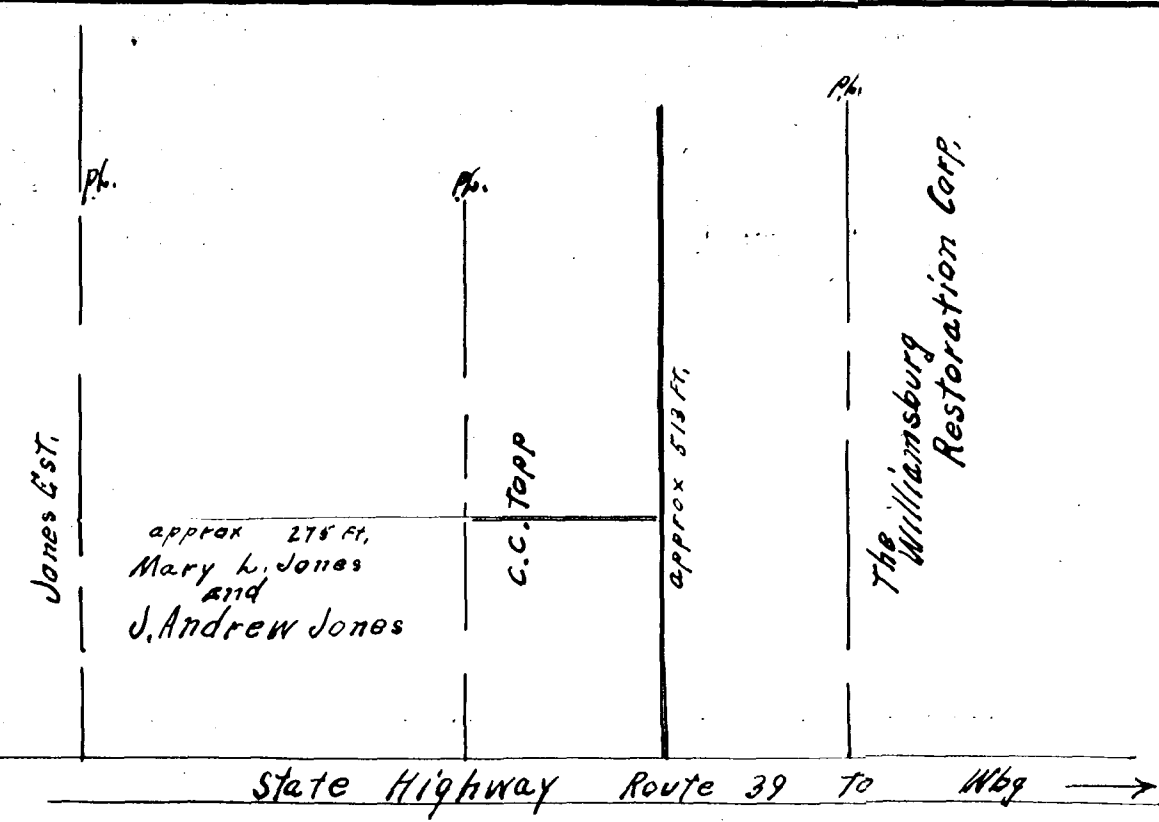 P.L.
P.L.
P.L.
Jones Est.
approx 275 Ft.
Mary L. Jones
and
J. Andrew Jones
C.C. Topp
approx 513 Ft.
The
Williamsburg
Restoration Corp.
State Highway Route 39 To Wbg